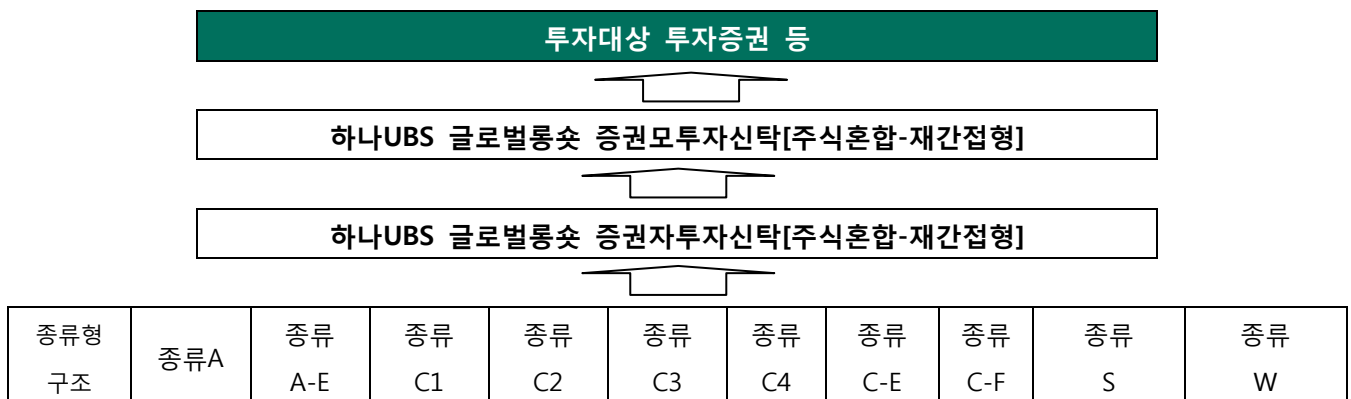 투자대상 투자증권 등
하나UBS 글로벌롱숏 증권모투자신탁[주식혼합-재간접형]
하나UBS 글로벌롱숏 증권자투자신탁[주식혼합-재간접형]
종류형 종류A 종류 종류 종류 종류 종류 종류 종류 종류 종류
구조 A-E C1 C2 C3 C4 C-E C-F S W